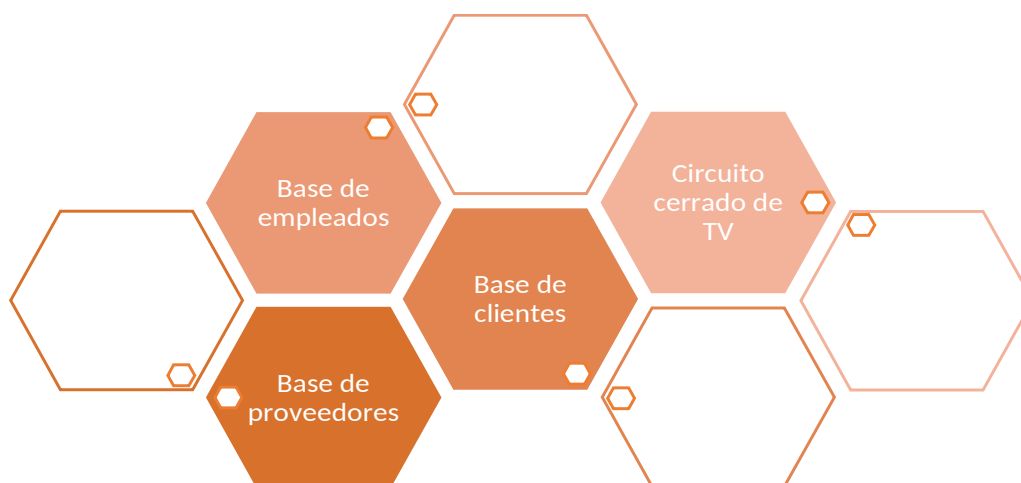 Base de
empleados
Circuito
cerrado de
TV
Base de
clientes
Base de
proveedores